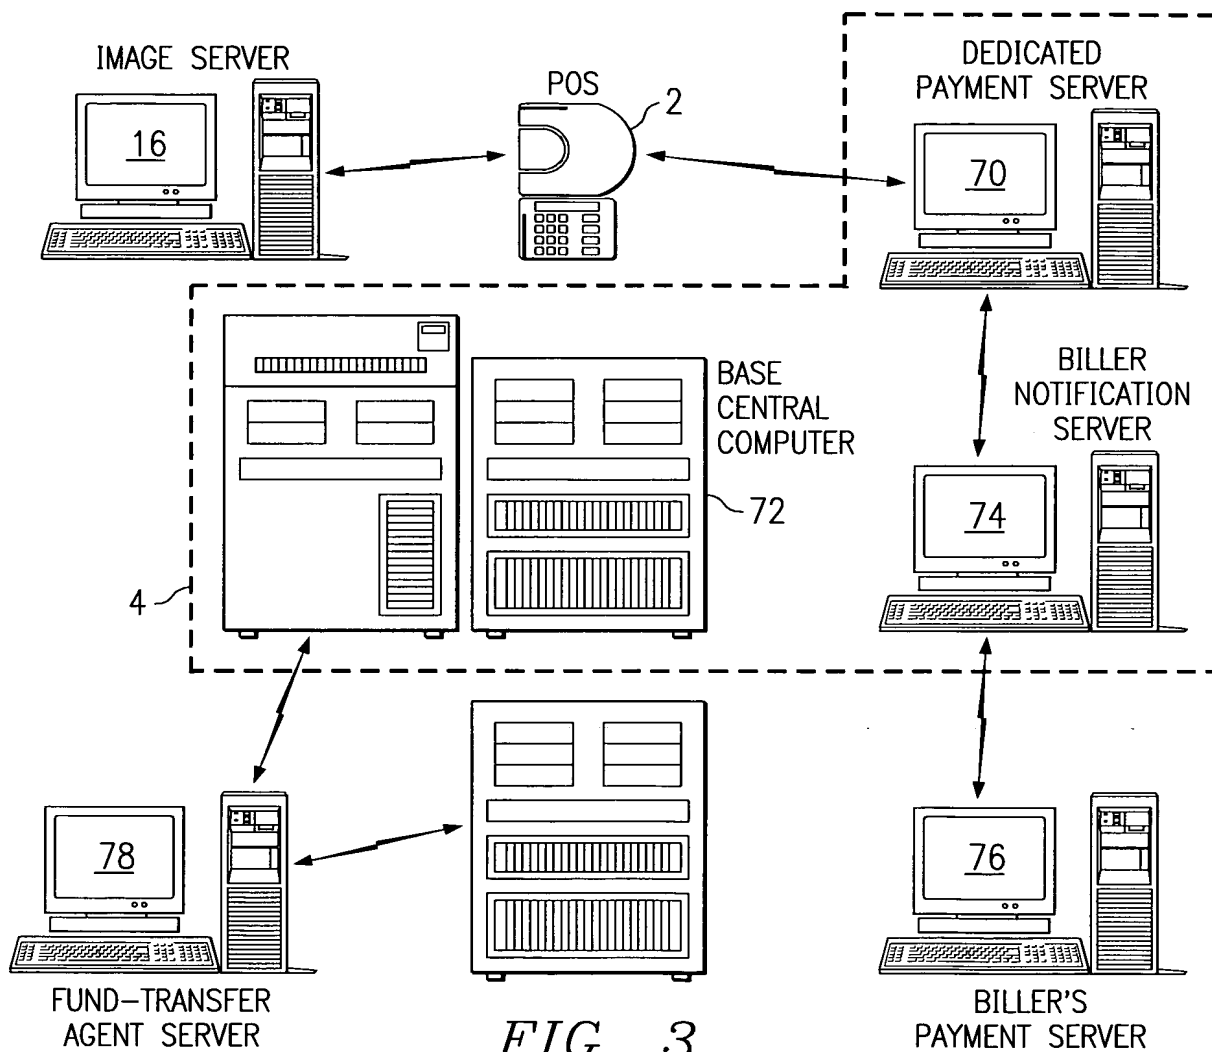 IMAGE SERVER
16
POS
2
DEDICATED
PAYMENT SERVER
70
BASE
CENTRAL
COMPUTER
72
BILLER
NOTIFICATION
SERVER
74
4
78
FUND-TRANSFER
AGENT SERVER
76
BILLER'S
PAYMENT SERVER
FIG. 3